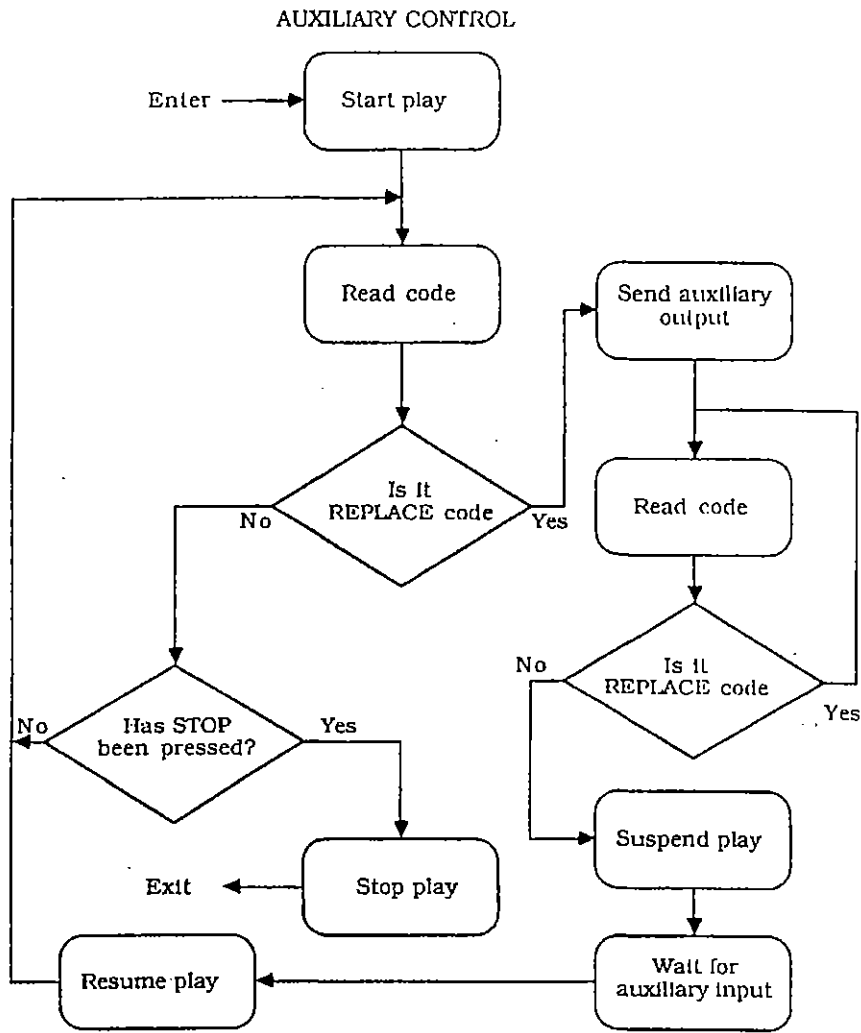 AUXILIARY CONTROL
Enter
Start play
Read code
Send auxiliary
output
Is it
REPLACE code
No
Yes
Read code
Is it
REPLACE code
No
Yes
Has STOP
been pressed?
No
Yes
Suspend play
Exit
Stop play
Resume play
Wait for
auxiliary input